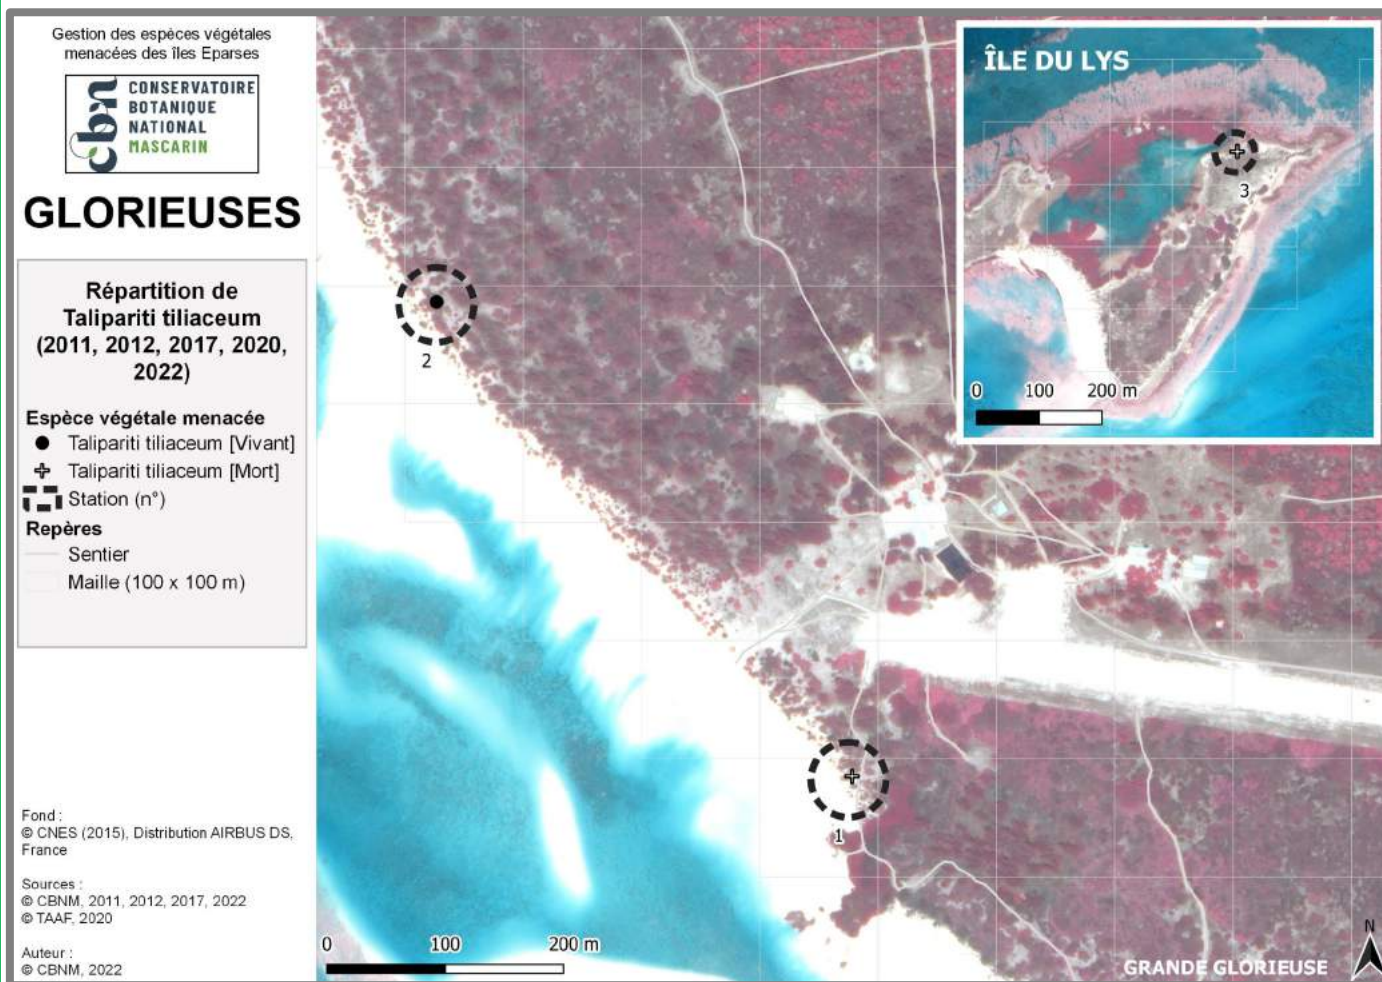 Gestion des espèces végétales
menacées des îles Eparses
cbn
CONSERVATOIRE
BOTANIQUE
NATIONAL
MASCARIN
GLORIEUSES
Répartition de
Talipariti tiliaceum
(2011, 2012, 2017, 2020,
2022)
Espèce végétale menacée
Talipariti tiliaceum [Vivant]
Talipariti tiliaceum [Mort]
Station (n°)
Repères
Sentier
Maille (100 x 100 m)
Fond :
© CNES (2015), Distribution AIRBUS DS,
France
Sources :
© CBNM, 2011, 2012, 2017, 2022
© TAAF, 2020
Auteur :
© CBNM, 2022
2
1
0 100 200 m
ÎLE DU LYS
3
0 100 200 m
N
GRANDE GLORIEUSE